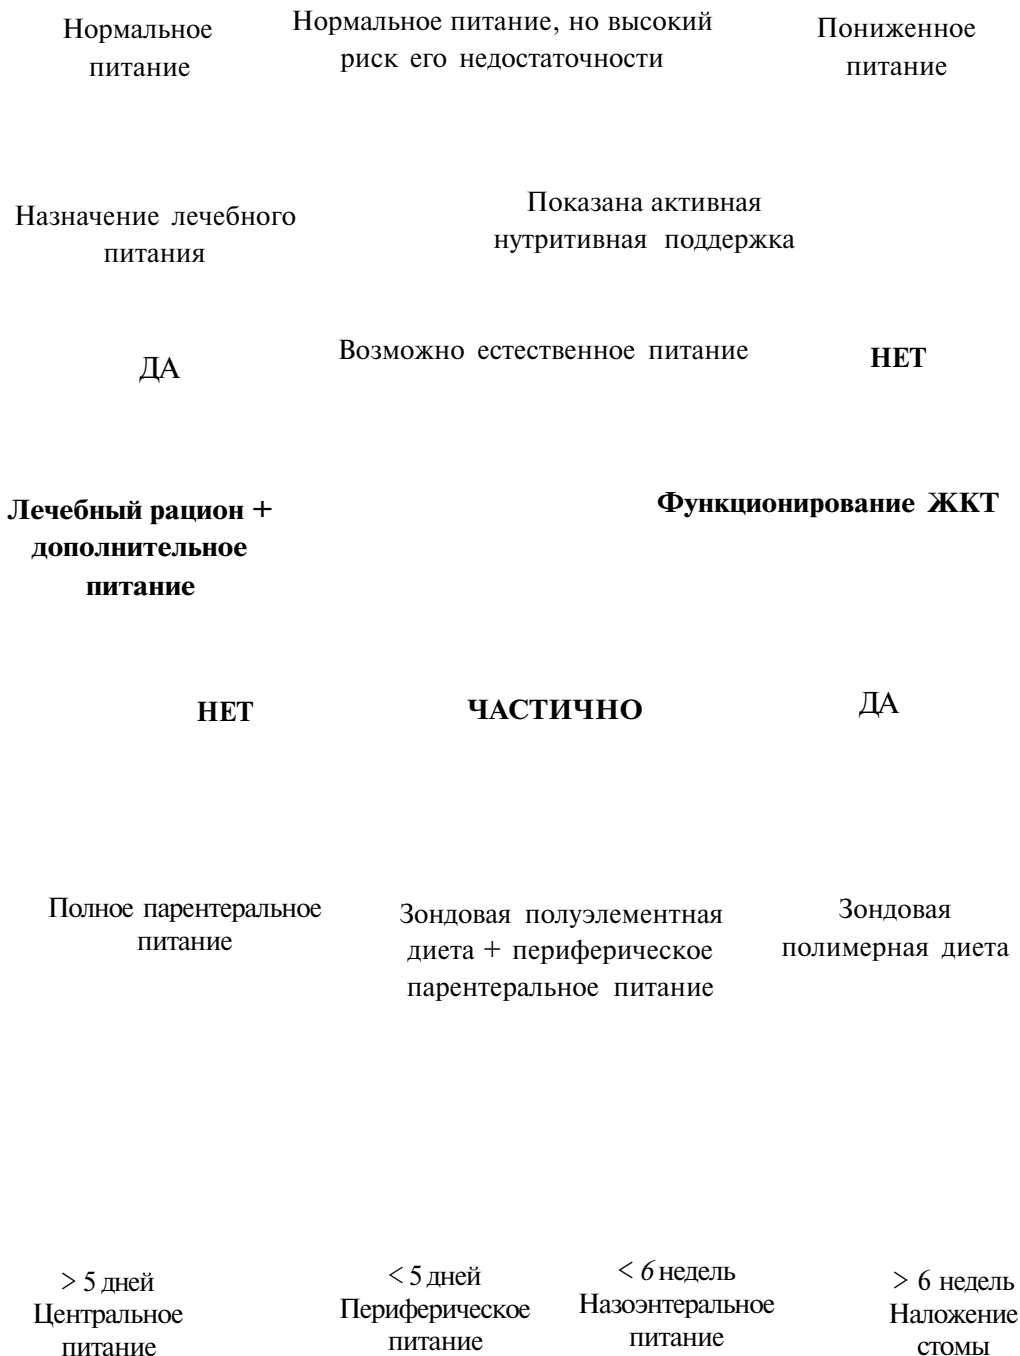 Нормальное
питание
Нормальное питание, но высокий
риск его недостаточности
Пониженное
питание
Назначение лечебного
питания
Показана активная
нутритивная поддержка
ДА
Возможно естественное питание
НЕТ
Лечебный рацион +
дополнительное
питание
Функционирование ЖКТ
НЕТ
ЧАСТИЧНО
ДА
Полное парентеральное
питание
Зондовая полуэлементная
диета + периферическое
парентеральное питание
Зондовая
полимерная диета
> 5 дней
Центральное
питание
< 5 дней
Периферическое
питание
< 6 недель
Назоэнтеральное
питание
> 6 недель
Наложение
стомы